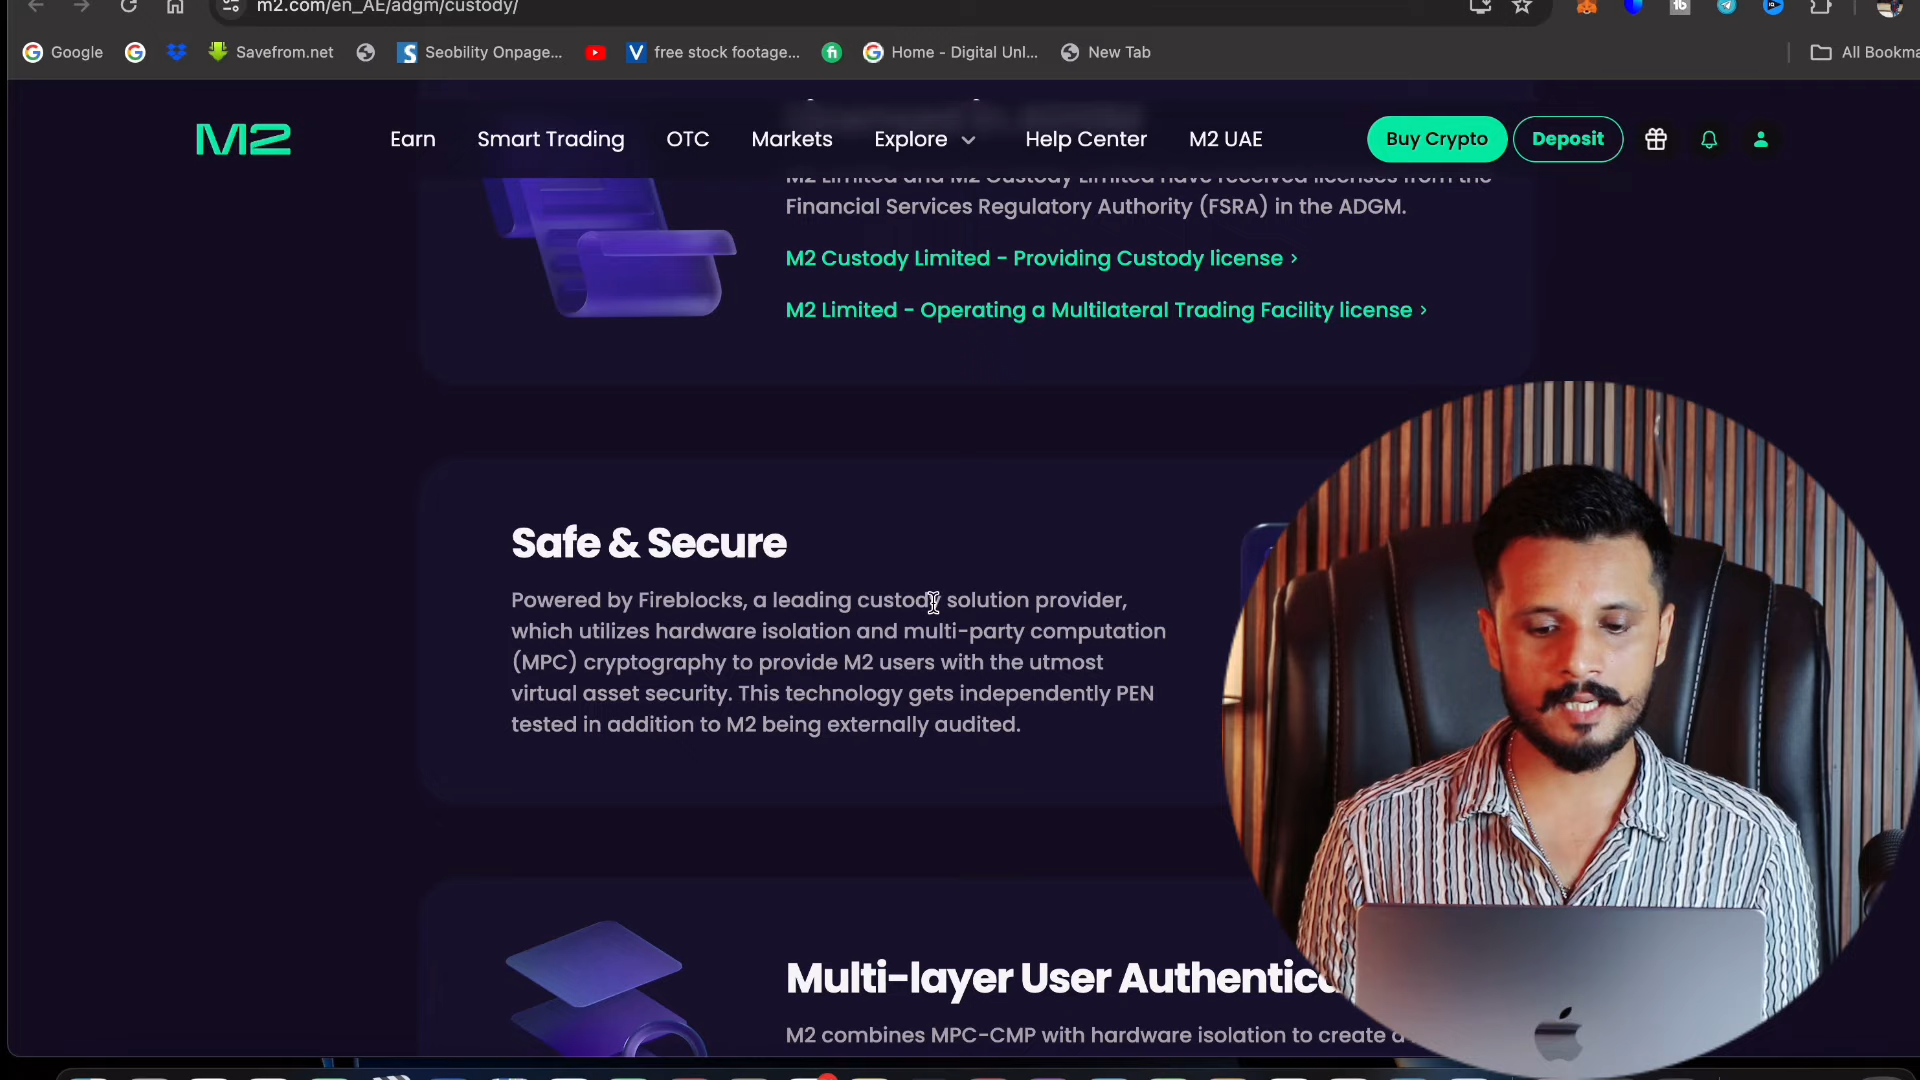 m2.com/en_AE/adgm/custody/
Google
Savefrom.net
Seobility Onpage...
free stock footage...
Home - Digital Unl...
New Tab
All Bookma
M2
Earn
Smart Trading
OTC
Markets
Explore
Help Center
M2 UAE
Buy Crypto
Deposit
M2 Limited and M2 Custody Limited have received licenses from the
Financial Services Regulatory Authority (FSRA) in the ADGM.
M2 Custody Limited - Providing Custody license ›
M2 Limited - Operating a Multilateral Trading Facility license ›
Safe & Secure
Powered by Fireblocks, a leading custody solution provider,
which utilizes hardware isolation and multi-party computation
(MPC) cryptography to provide M2 users with the utmost
virtual asset security. This technology gets independently PEN
tested in addition to M2 being externally audited.
Multi-layer User Authentica
M2 combines MPC-CMP with hardware isolation to create a